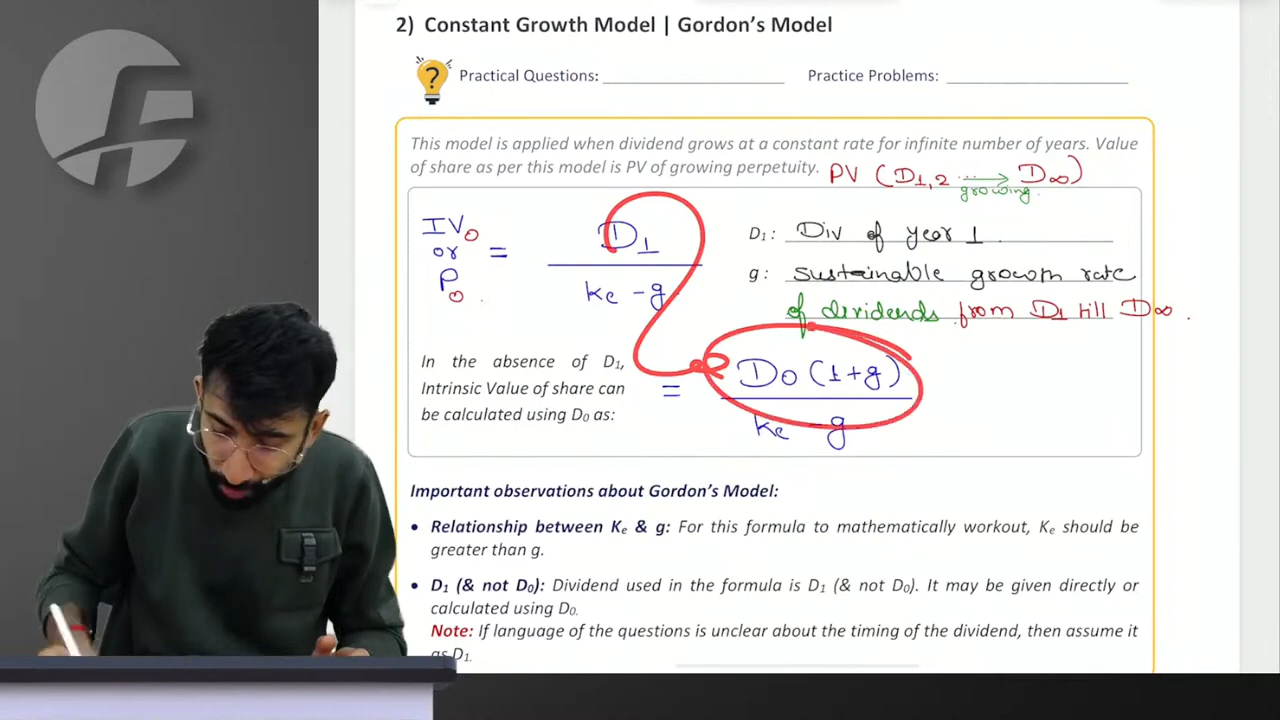 2) Constant Growth Model | Gordon's Model
?
Practical Questions: ____________ Practice Problems: ____________
This model is applied when dividend grows at a constant rate for infinite number of years. Value
of share as per this model is PV of growing perpetuity. PV (D1,2 ...→ D∞)
growing
IV0
or
P0
=
D1
ke - g
D1: Div of year 1
g: sustainable growth rate
of dividends from D1 till D∞.
In the absence of D1,
Intrinsic Value of share can
be calculated using D0 as:
=
D0 (1+g)
ke - g
Important observations about Gordon's Model:
• Relationship between Ke & g: For this formula to mathematically workout, Ke should be
greater than g.
• D1 (& not D0): Dividend used in the formula is D1 (& not D0). It may be given directly or
calculated using D0.
Note: If language of the questions is unclear about the timing of the dividend, then assume it
as D1.